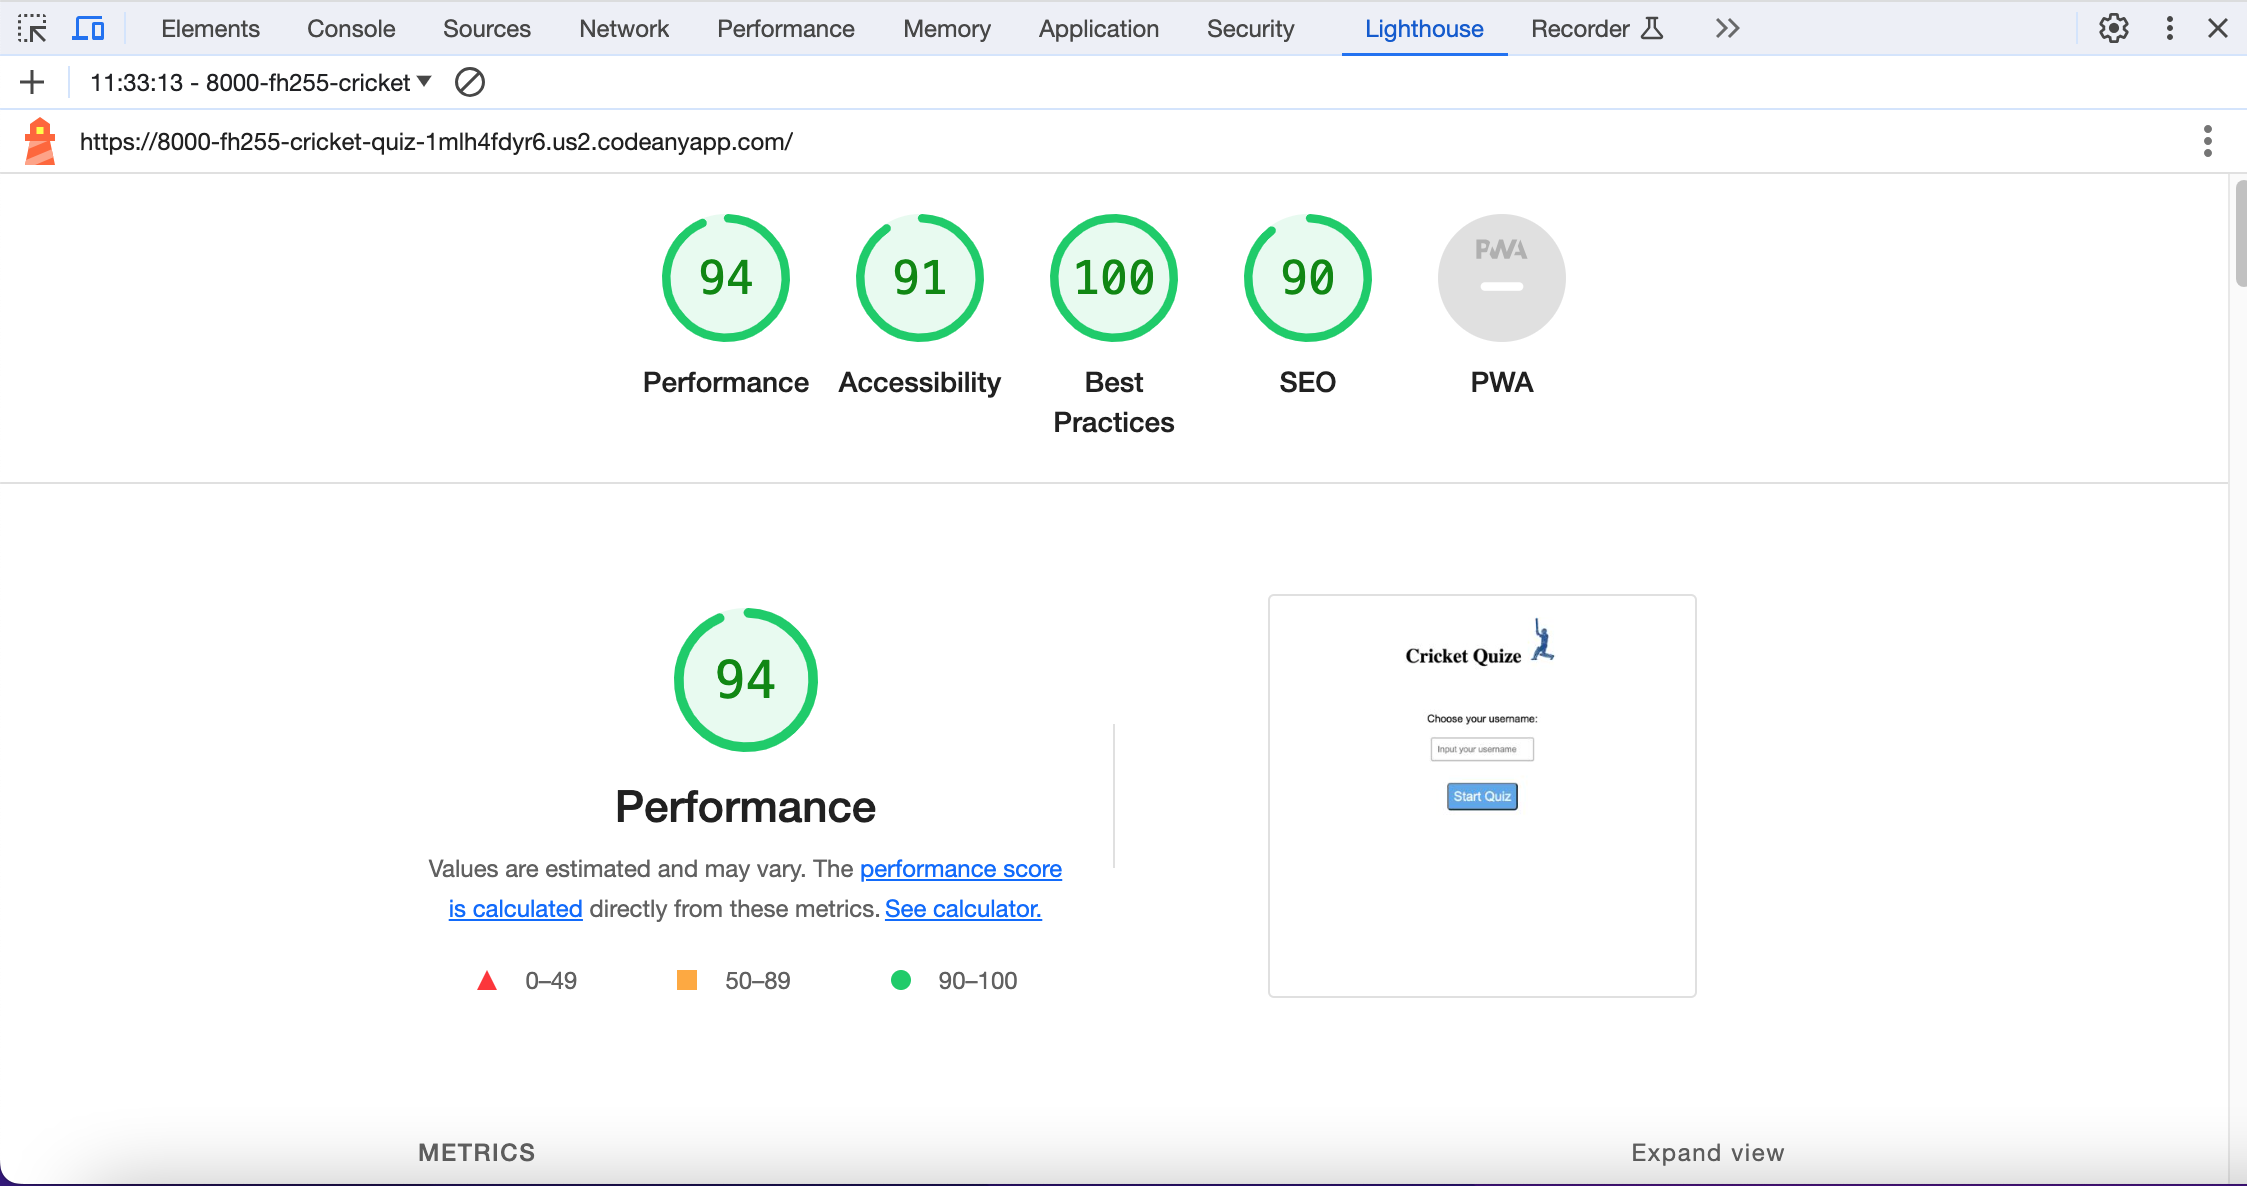 Elements Console Sources Network Performance Memory Application Security Lighthouse Recorder
11:33:13 - 8000-fh255-cricket
https://8000-fh255-cricket-quiz-1mlh4fdyr6.us2.codeanyapp.com/
94 91 100 90 PWA
Performance Accessibility Best Practices SEO PWA
94
Performance
Values are estimated and may vary. The performance score
is calculated directly from these metrics. See calculator.
0–49 50–89 90–100
Cricket Quize
Choose your username:
Input your username
Start Quiz
METRICS Expand view